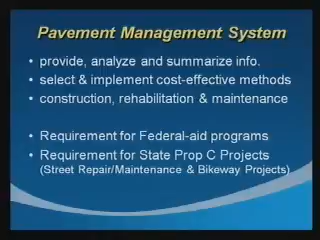 Pavement Management System
• provide, analyze and summarize info.
• select & implement cost-effective methods
• construction, rehabilitation & maintenance
• Requirement for Federal-aid programs
• Requirement for State Prop C Projects
(Street Repair/Maintenance & Bikeway Projects)